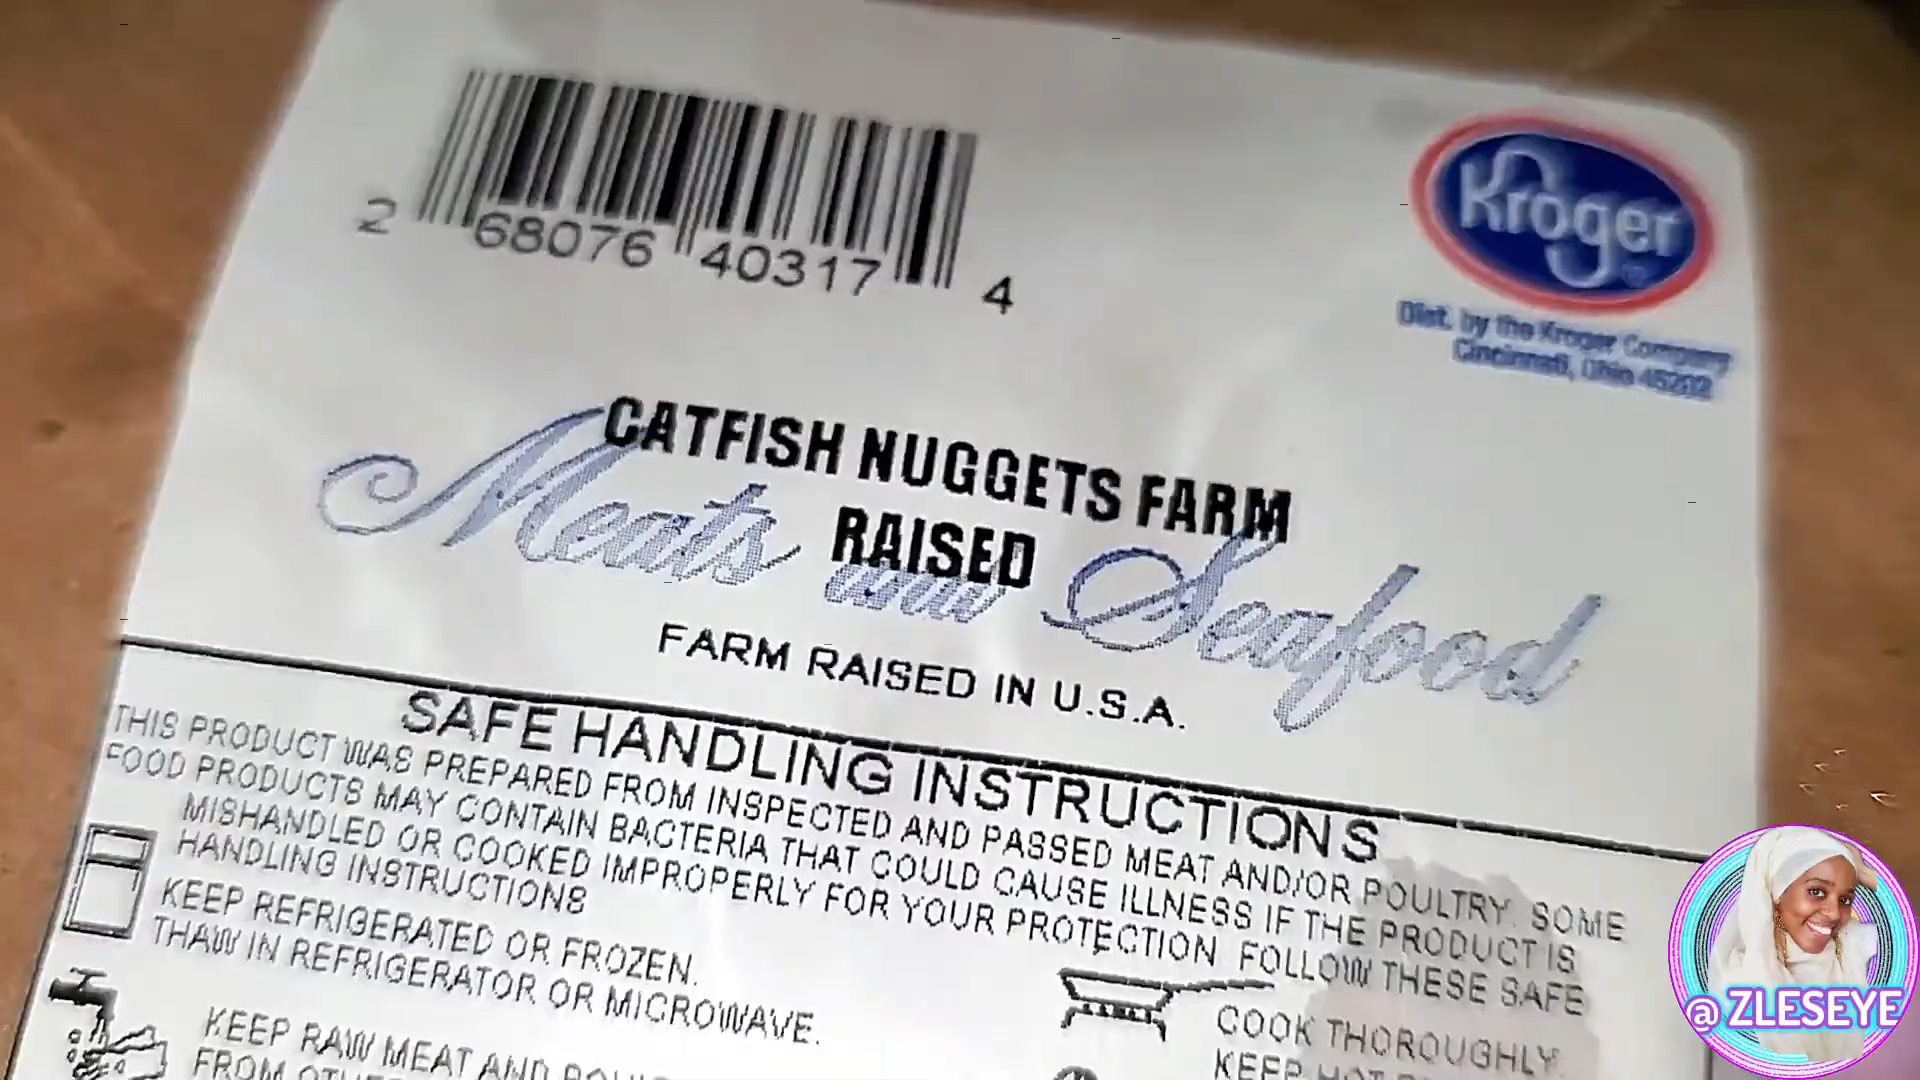 2 68076 40317 4
Kroger
Dist. by the Kroger Company
Cincinnati, Ohio 45202
CATFISH NUGGETS FARM
RAISED
Meats and Seafood
FARM RAISED IN U.S.A.
SAFE HANDLING INSTRUCTIONS
THIS PRODUCT WAS PREPARED FROM INSPECTED AND PASSED MEAT AND/OR POULTRY. SOME
FOOD PRODUCTS MAY CONTAIN BACTERIA THAT COULD CAUSE ILLNESS IF THE PRODUCT IS
MISHANDLED OR COOKED IMPROPERLY FOR YOUR PROTECTION FOLLOW THESE SAFE
HANDLING INSTRUCTIONS
KEEP REFRIGERATED OR FROZEN.
THAW IN REFRIGERATOR OR MICROWAVE.
KEEP RAW MEAT AND
FROM
COOK THOROUGHLY.
KEEP HOT
@ ZLESEYE